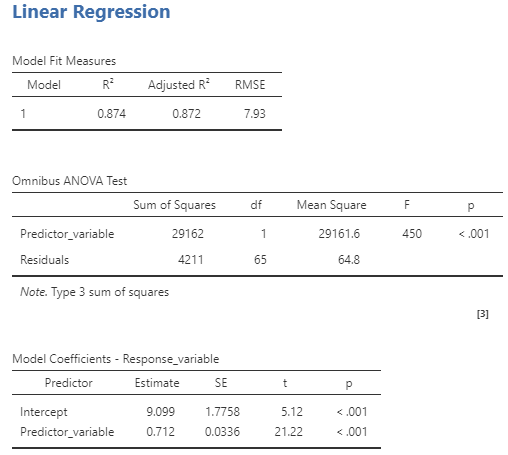 Linear Regression
Model Fit Measures
Model R² Adjusted R² RMSE
1 0.874 0.872 7.93
Omnibus ANOVA Test
Sum of Squares df Mean Square F p
Predictor_variable 29162 1 29161.6 450 < .001
Residuals 4211 65 64.8
Note. Type 3 sum of squares
[3]
Model Coefficients - Response_variable
Predictor Estimate SE t p
Intercept 9.099 1.7758 5.12 < .001
Predictor_variable 0.712 0.0336 21.22 < .001